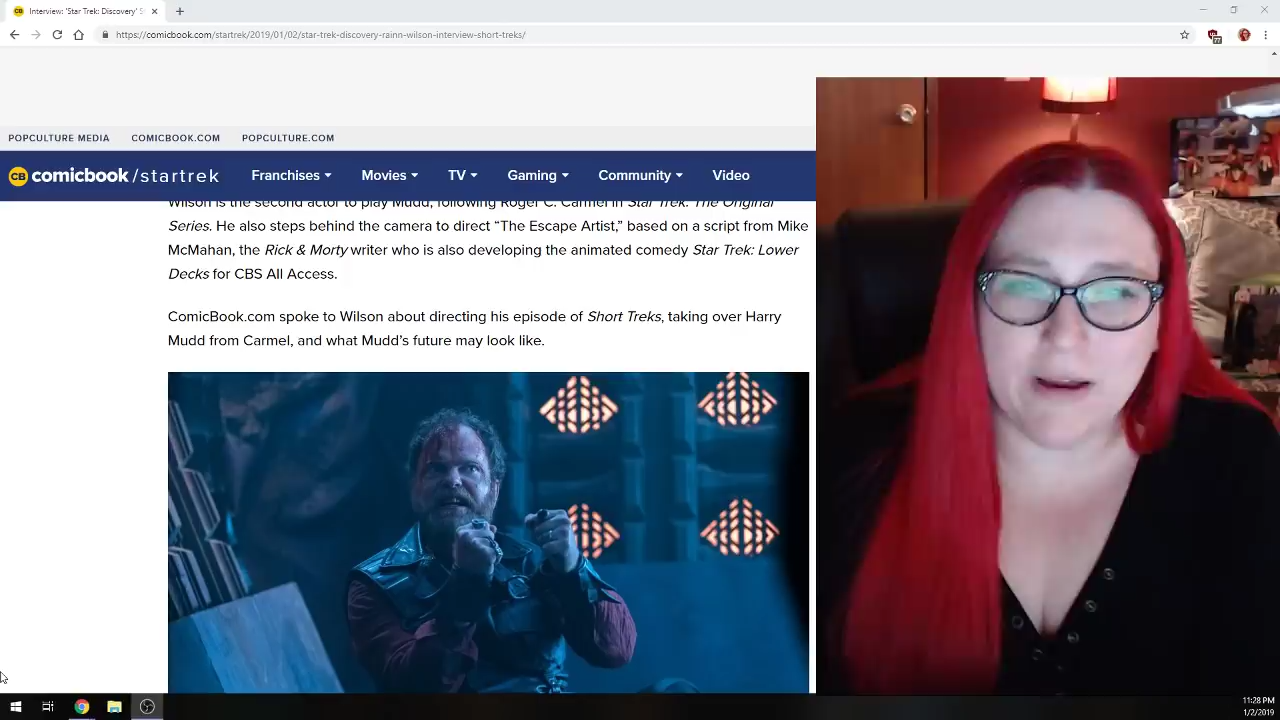 Interview: 'Star Trek: Discovery' S
https://comicbook.com/startrek/2019/01/02/star-trek-discovery-rainn-wilson-interview-short-treks/
POPCULTURE MEDIA COMICBOOK.COM POPCULTURE.COM
CB comicbook /startrek Franchises Movies TV Gaming Community Video
Wilson is the second actor to play Mudd, following Roger C. Carmel in Star Trek: The Original
Series. He also steps behind the camera to direct “The Escape Artist,” based on a script from Mike
McMahan, the Rick & Morty writer who is also developing the animated comedy Star Trek: Lower
Decks for CBS All Access.
ComicBook.com spoke to Wilson about directing his episode of Short Treks, taking over Harry
Mudd from Carmel, and what Mudd’s future may look like.
11:28 PM
1/2/2019